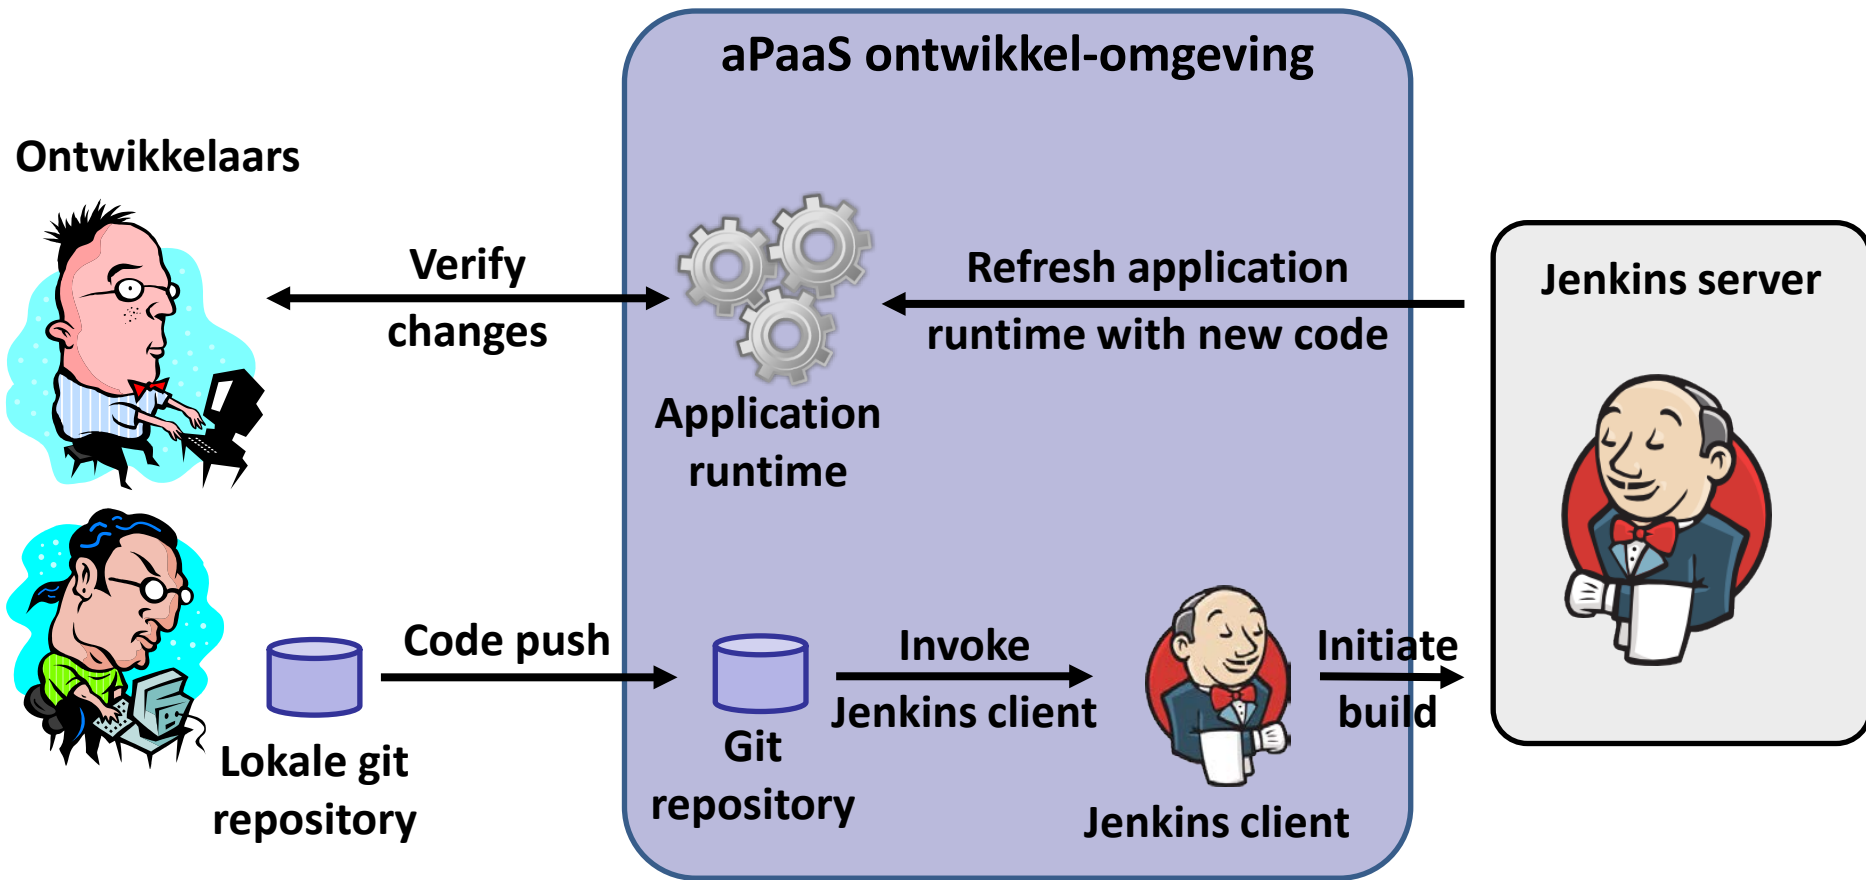 aPaaS ontwikkel-omgeving
Ontwikkelaars
Verify
changes
Refresh application
runtime with new code
Jenkins server
Application
runtime
Code push
Invoke
Jenkins client
Initiate
build
Lokale git
repository
Git
repository
Jenkins client